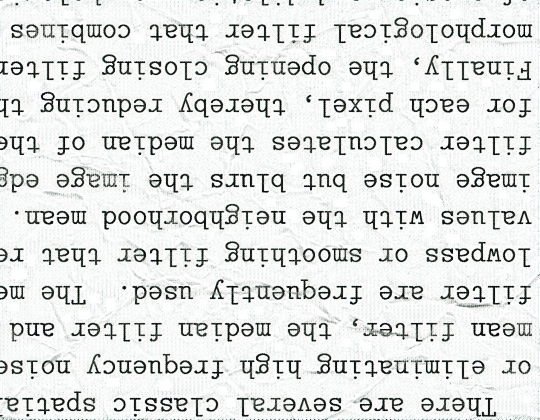 There are several classic spatial
or eliminating high frequency noise
mean filter, the median filter and
filter are frequently used. The me
lowpass or smoothing filter that re
values with the neighborhood mean.
image noise but blurs the image edg
filter calculates the median of the
for each pixel, thereby reducing th
Finally, the opening closing filter
morphological filter that combines